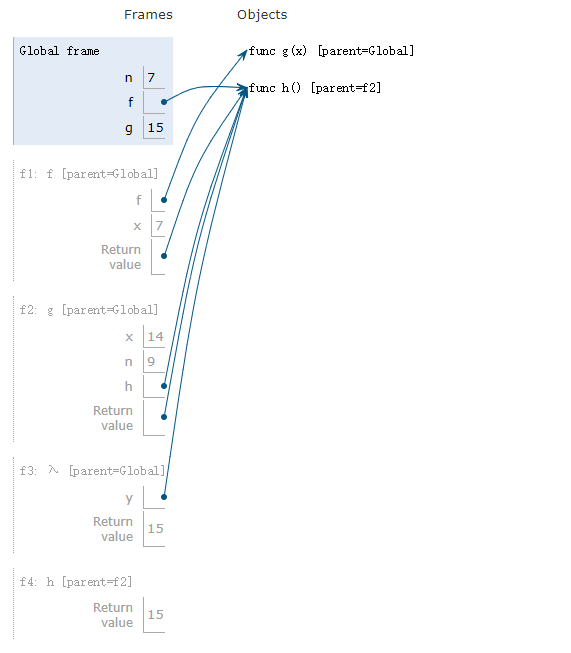 Frames Objects
Global frame
func g(x) [parent=Global]
n 7
func h() [parent=f2]
f
g 15
f1: f [parent=Global]
f
x 7
Return
value
f2: g [parent=Global]
x 14
n 9
h
Return
value
f3: λ [parent=Global]
y
Return
value 15
f4: h [parent=f2]
Return
value 15